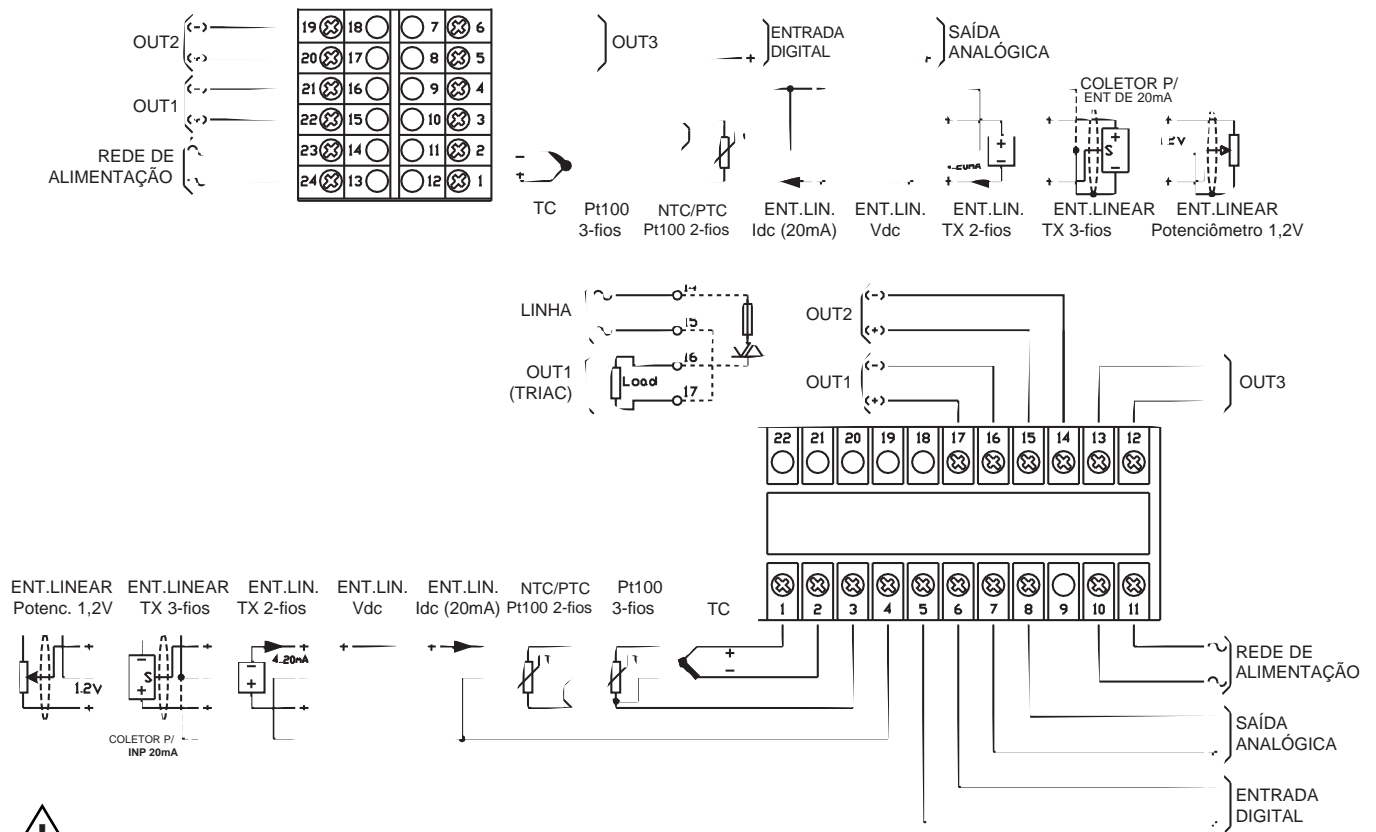 OUT2
OUT1
REDE DE
ALIMENTAÇÃO
(-)
(-)
19 18 7 6
20 17 8 5
21 16 9 4
22 15 10 3
23 14 11 2
24 13 12 1
OUT3
ENTRADA
DIGITAL
SAÍDA
ANALÓGICA
COLETOR P/
ENT DE 20mA
S
TC
Pt100
3-fios
NTC/PTC
Pt100 2-fios
ENT.LIN.
Idc (20mA)
ENT.LIN.
Vdc
ENT.LIN.
TX 2-fios
ENT.LINEAR
TX 3-fios
ENT.LINEAR
Potenciômetro 1,2V
LINHA
15
16
17
OUT1
(TRIAC)
Load
OUT2
(-)
(+)
OUT1
(-)
(+)
OUT3
22 21 20 19 18 17 16 15 14 13 12
1 2 3 4 5 6 7 8 9 10 11
ENT.LINEAR
Potenc. 1,2V
ENT.LINEAR
TX 3-fios
ENT.LIN.
TX 2-fios
ENT.LIN.
Vdc
ENT.LIN.
Idc (20mA)
NTC/PTC
Pt100 2-fios
Pt100
3-fios
TC
1.2V
S
4..20mA
COLETOR P/
INP 20mA
REDE DE
ALIMENTAÇÃO
SAÍDA
ANALÓGICA
ENTRADA
DIGITAL